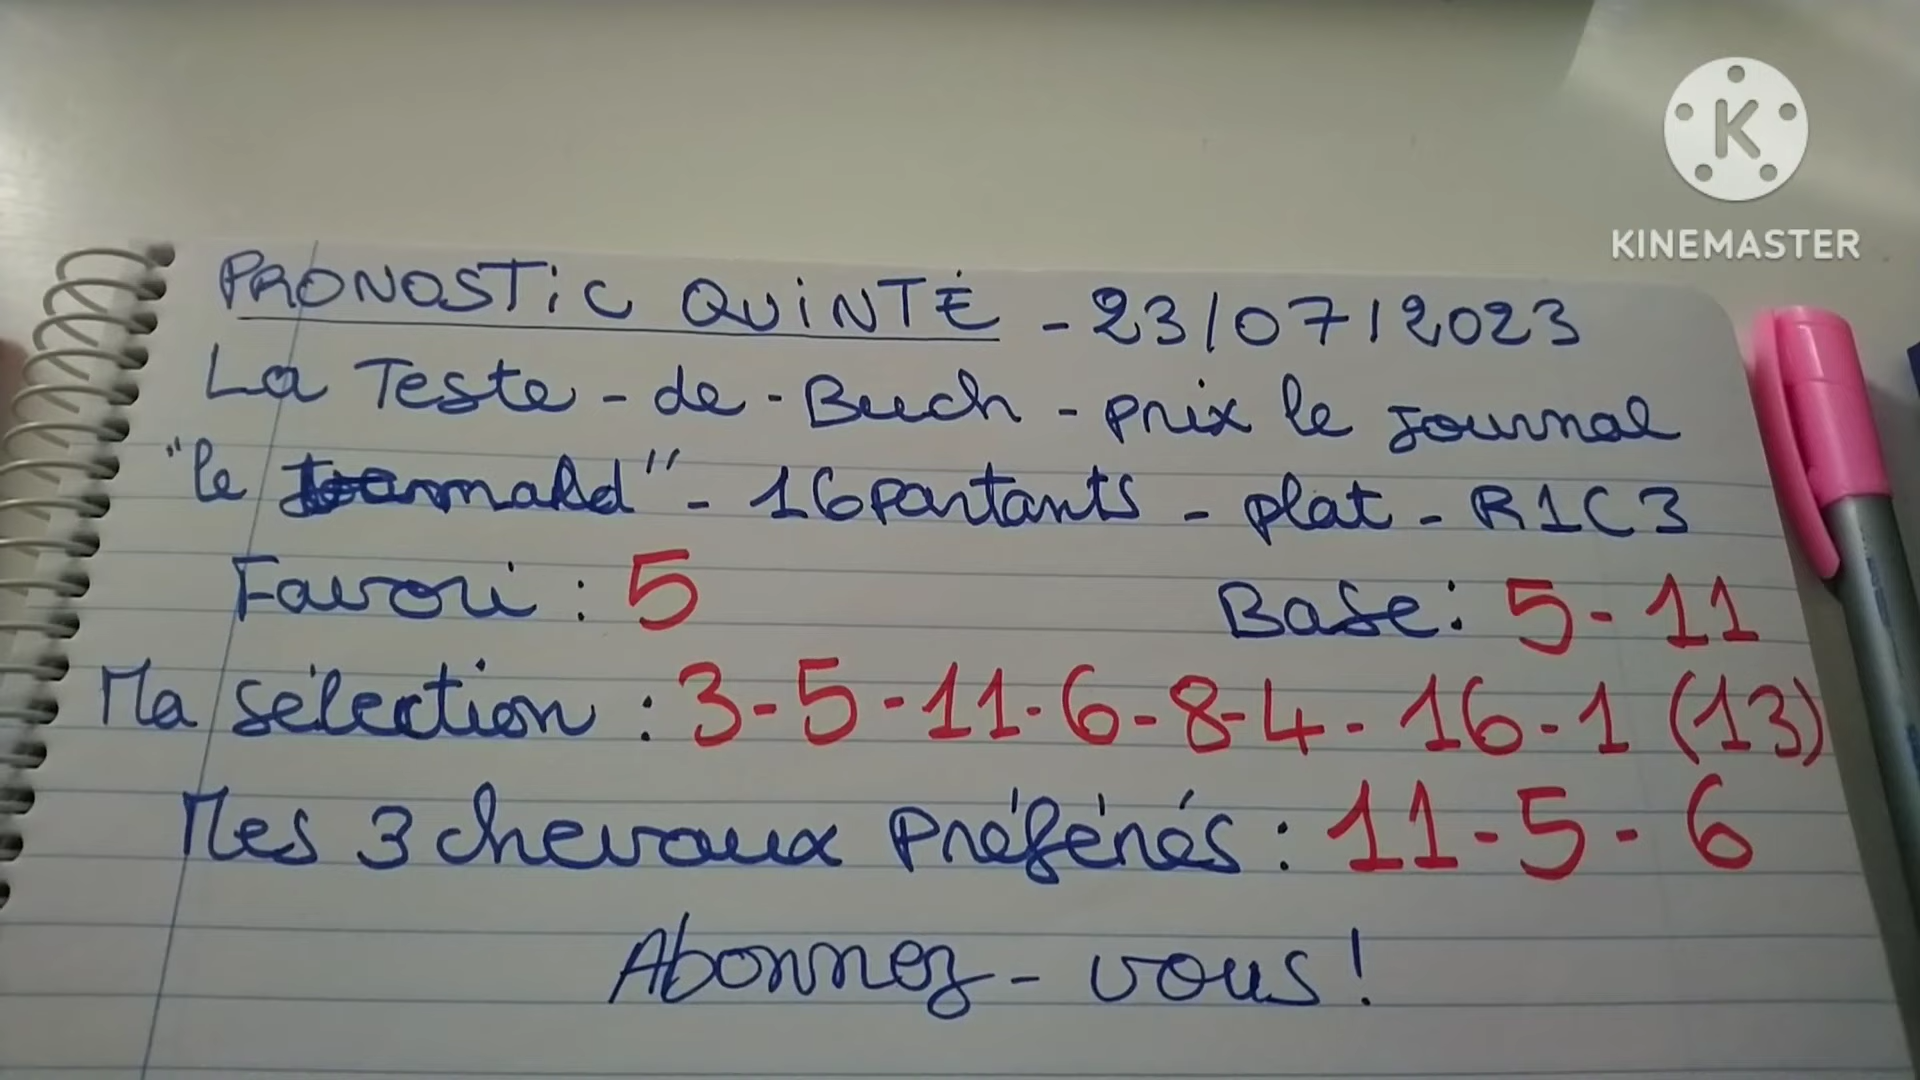 KINEMASTER
PRONOSTIC QUINTÉ - 23/07/2023
La Teste-de-Buch - prix le journal
"le - 16 partants - plat - R1C3
Favori : 5 Base : 5 - 11
Ma sélection : 3-5-11-6-8-4-16-1 (13)
Mes 3 chevaux préférés : 11-5-6
Abonnez-vous !